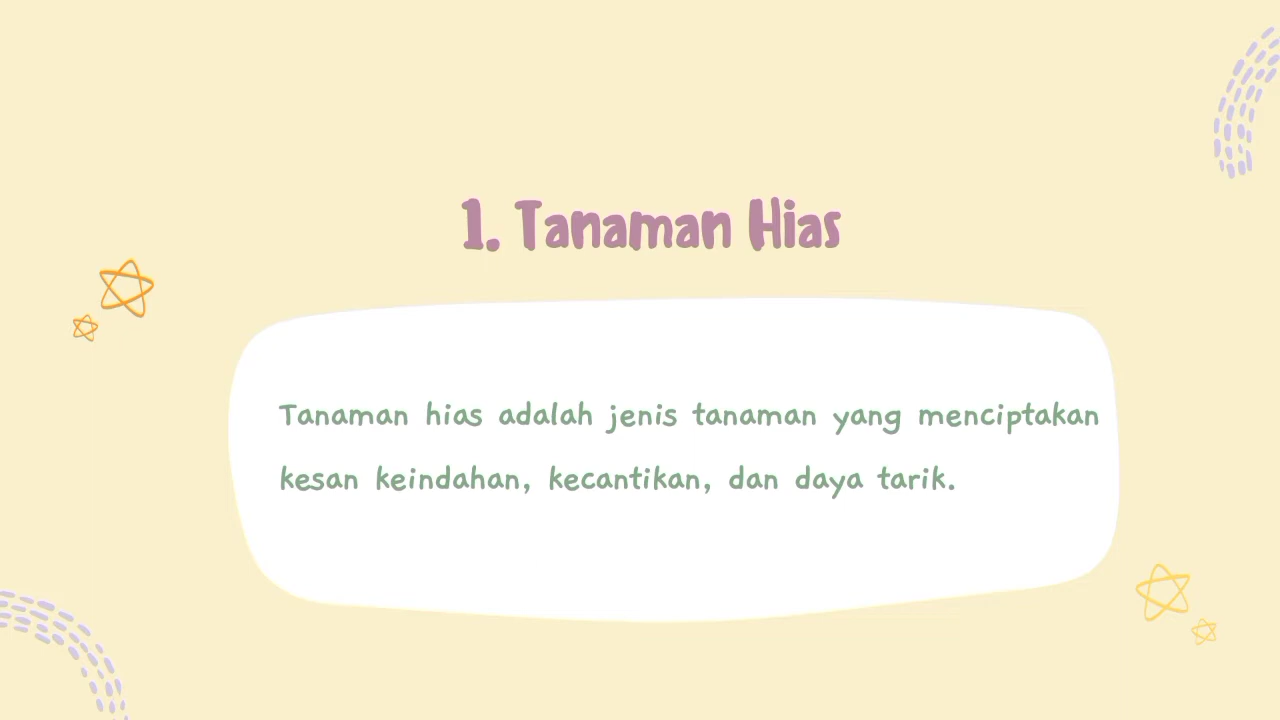 1. Tanaman Hias
Tanaman hias adalah jenis tanaman yang menciptakan
kesan keindahan, kecantikan, dan daya tarik.